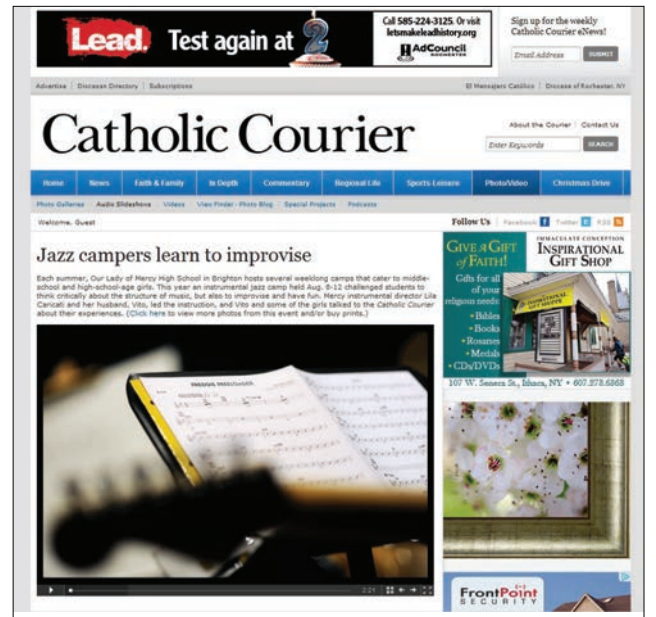 Lead. Test again at 2
Call 585-224-3125. Or visit
letsmakeleadhistory.org
AdCouncil
ROCHESTER
Sign up for the weekly
Catholic Courier eNews!
Email Address SUBMIT
Advertise | Diocesan Directory | Subscriptions
El Mensajero Católico | Diocese of Rochester, NY
Catholic Courier
About the Courier | Contact Us
Enter Keywords SEARCH
Home News Faith & Family In Depth Commentary Regional Life Sports-Leisure Photo/Video Christmas Drive
Photo Galleries Audio Slideshows Videos View Finder - Photo Blog Special Projects Podcasts
Welcome, Guest
Follow Us | Facebook Twitter RSS
Jazz campers learn to improvise
Each summer, Our Lady of Mercy High School in Brighton hosts several weeklong camps that cater to middle-
school and high-school-age girls. This year an instrumental jazz camp held Aug. 8-12 challenged students to
think critically about the structure of music, but also to improvise and have fun. Mercy instrumental director Lila
Caricati and her husband, Vito, led the instruction, and Vito and some of the girls talked to the Catholic Courier
about their experiences. (Click here to view more photos from this event and/or buy prints.)
FREDDIE FREELOADER
GIVE A GIFT
of FAITH!
Gifts for all
of your
religious needs:
• Bibles
• Books
• Rosaries
• Medals
• CDs/DVDs
IMMACULATE CONCEPTION
INSPIRATIONAL
GIFT SHOP
INSPIRATIONAL
107 W. Seneca St., Ithaca, NY • 607.273.6363
FrontPoint
SECURITY